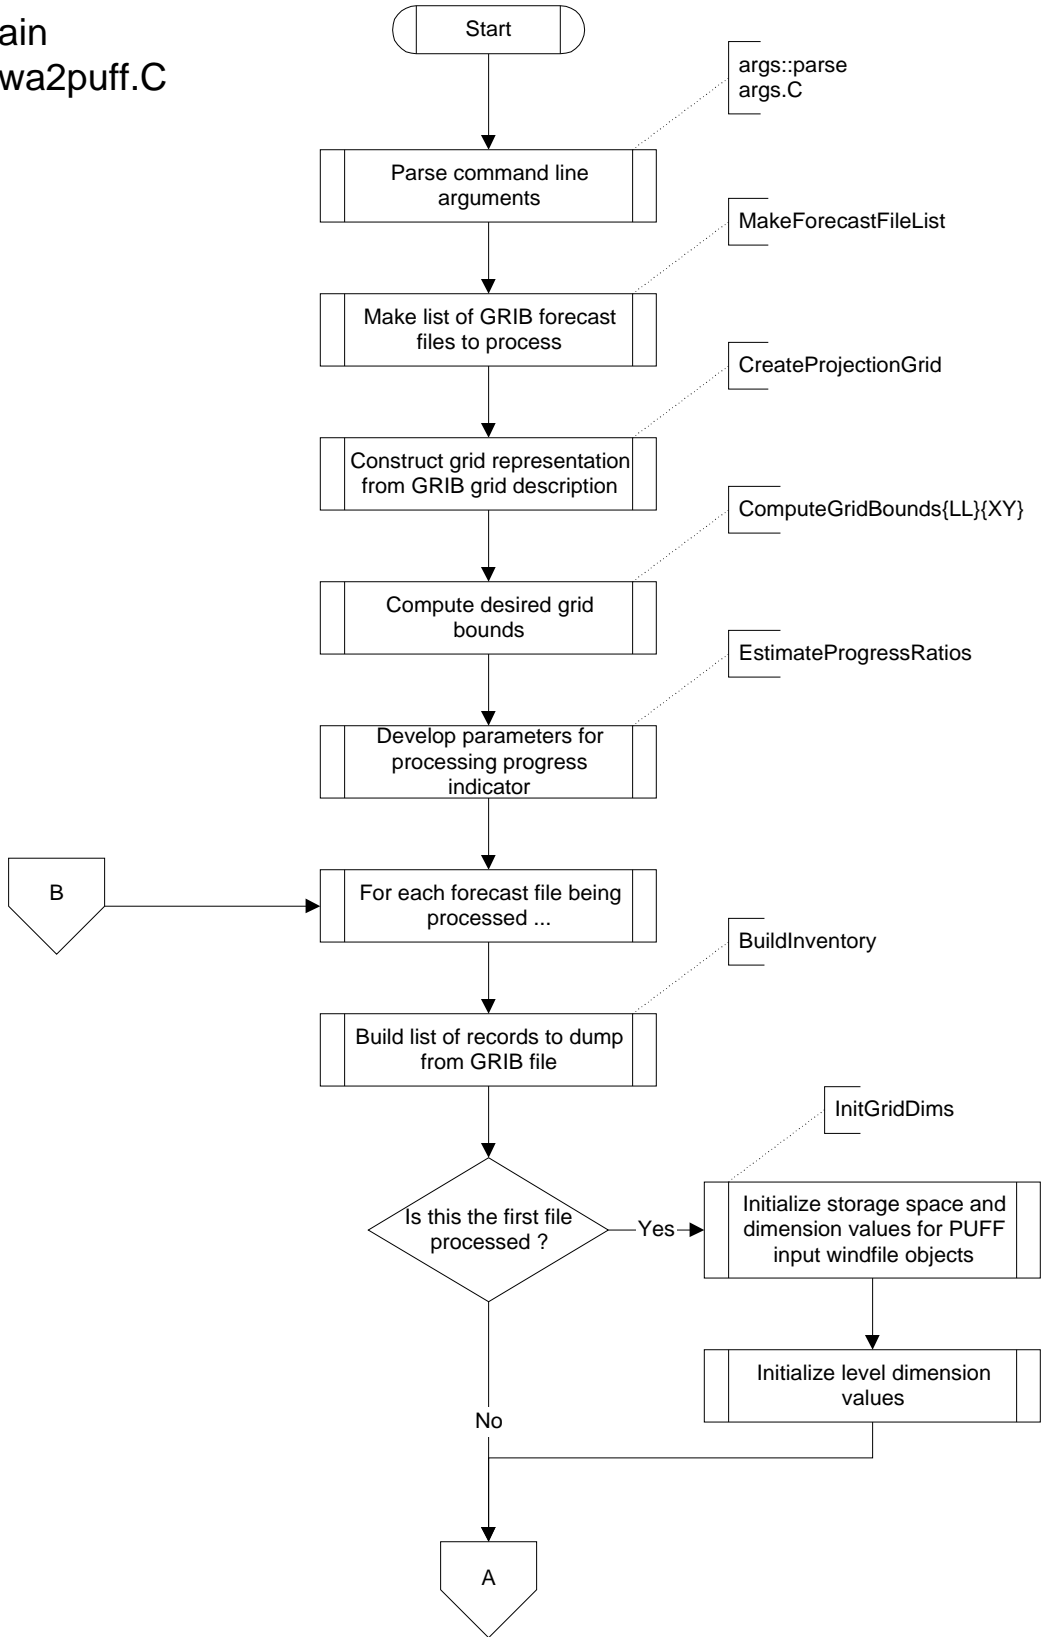 ain
wa2puff.C
Start
args::parse
args.C
Parse command line
arguments
MakeForecastFileList
Make list of GRIB forecast
files to process
CreateProjectionGrid
Construct grid representation
from GRIB grid description
ComputeGridBounds{LL}{XY}
Compute desired grid
bounds
EstimateProgressRatios
Develop parameters for
processing progress
indicator
B
For each forecast file being
processed ...
BuildInventory
Build list of records to dump
from GRIB file
InitGridDims
Is this the first file
processed ?
Yes
Initialize storage space and
dimension values for PUFF
input windfile objects
Initialize level dimension
values
No
A